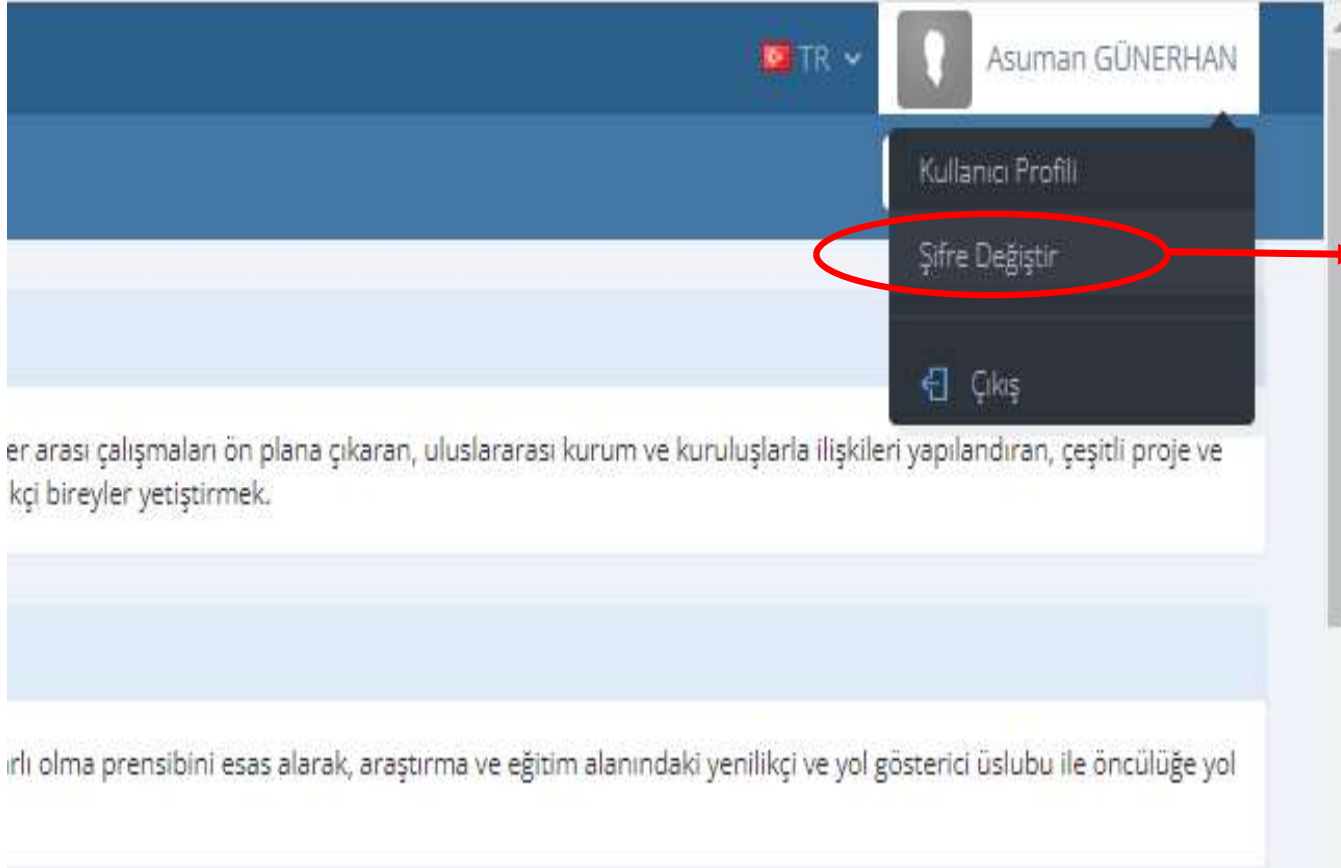 TR
Asuman GÜNERHAN
Kullanıcı Profili
Şifre Değiştir
Çıkış
er arası çalışmaları ön plana çıkaran, uluslararası kurum ve kuruluşlarla ilişkileri yapılandıran, çeşitli proje ve
kçi bireyler yetiştirmek.
rlı olma prensibini esas alarak, araştırma ve eğitim alanındaki yenilikçi ve yol gösterici üslubu ile öncülüğe yol